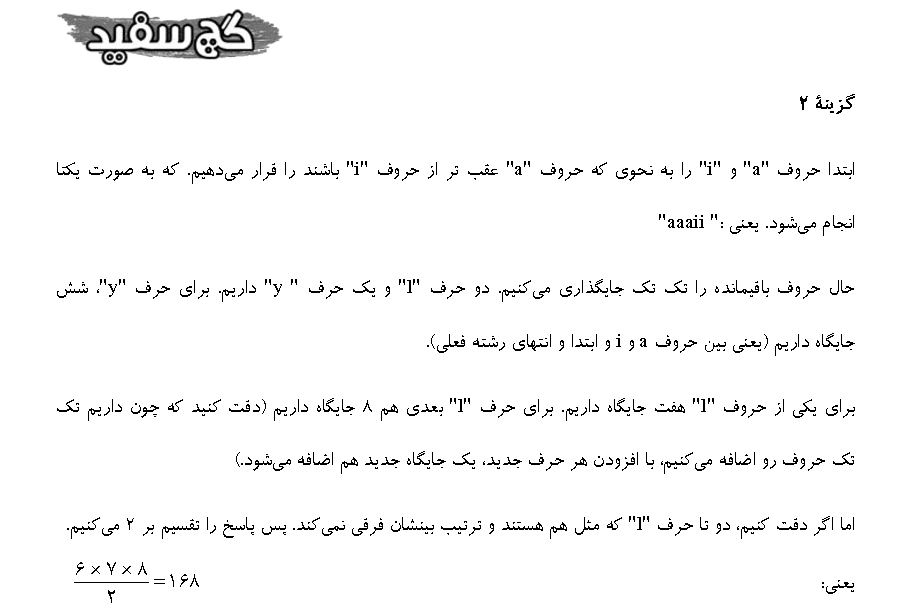 گچ سفید
گزینهٔ ۲
ابتدا حروف "a" و "i" را به نحوی که حروف "a" عقب تر از حروف "i" باشند را قرار می‌دهیم. که به صورت یکتا
انجام می‌شود. یعنی :" aaaii"
حال حروف باقیمانده را تک تک جایگذاری می‌کنیم. دو حرف "l" و یک حرف " y" داریم. برای حرف "y"، شش
جایگاه داریم (یعنی بین حروف a و i و ابتدا و انتهای رشته فعلی).
برای یکی از حروف "l" هفت جایگاه داریم. برای حرف "l" بعدی هم ۸ جایگاه داریم (دقت کنید که چون داریم تک
تک حروف رو اضافه می‌کنیم، با افزودن هر حرف جدید، یک جایگاه جدید هم اضافه می‌شود.)
اما اگر دقت کنیم، دو تا حرف "l" که مثل هم هستند و ترتیب بینشان فرقی نمی‌کند. پس پاسخ را تقسیم بر ۲ می‌کنیم.
یعنی: (۶ × ۷ × ۸)/۲ = ۱۶۸